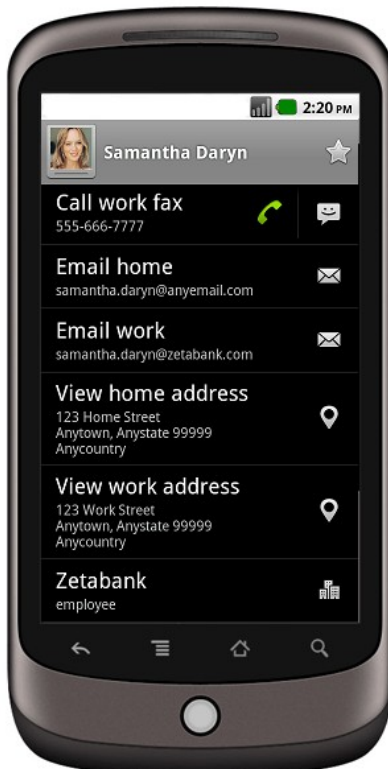 2:20 PM
Samantha Daryn
Call work fax
555-666-7777
Email home
samantha.daryn@anyemail.com
Email work
samantha.daryn@zetabank.com
View home address
123 Home Street
Anytown, Anystate 99999
Anycountry
View work address
123 Work Street
Anytown, Anystate 99999
Anycountry
Zetabank
employee